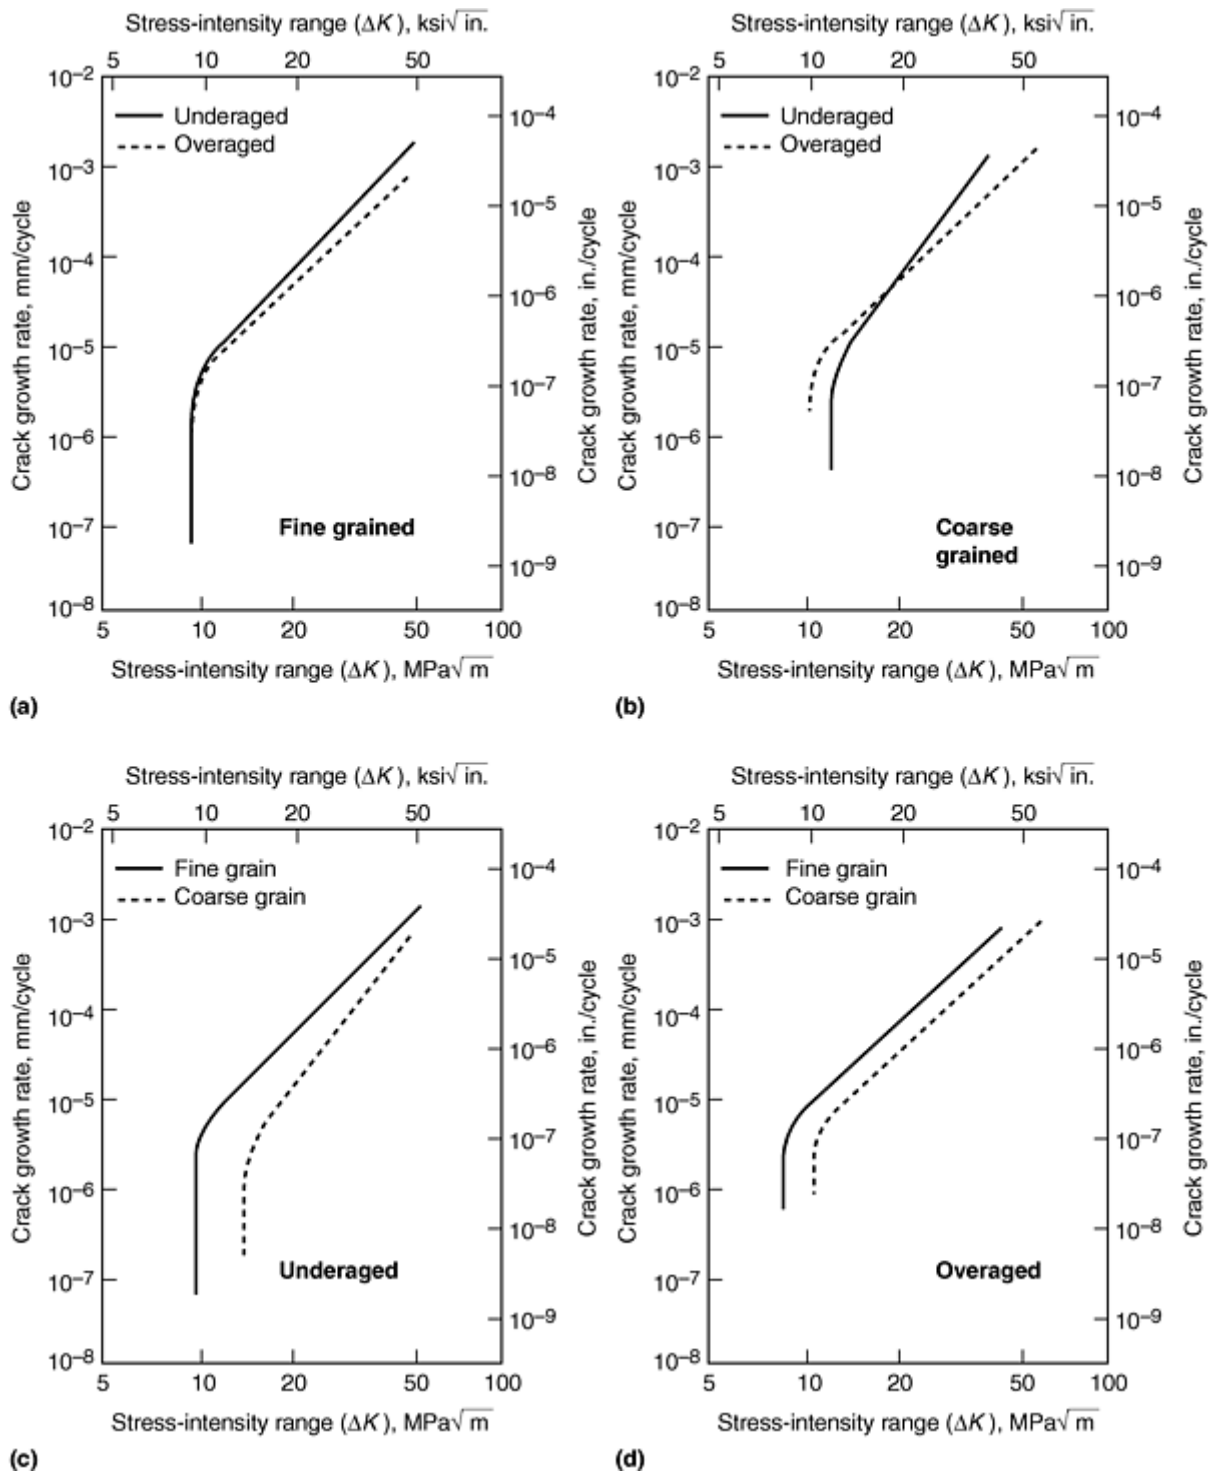 Stress-intensity range (ΔK), ksi√in.
5 10 20 50
10⁻²
10⁻³
10⁻⁴
10⁻⁵
10⁻⁶
10⁻⁷
10⁻⁸
Crack growth rate, mm/cycle
Underaged
Overaged
Fine grained
10⁻⁴
10⁻⁵
10⁻⁶
10⁻⁷
10⁻⁸
10⁻⁹
Crack growth rate, in./cycle
5 10 20 50 100
Stress-intensity range (ΔK), MPa√m
(a)
Stress-intensity range (ΔK), ksi√in.
5 10 20 50
10⁻²
10⁻³
10⁻⁴
10⁻⁵
10⁻⁶
10⁻⁷
10⁻⁸
Crack growth rate, mm/cycle
Underaged
Overaged
Coarse
grained
10⁻⁴
10⁻⁵
10⁻⁶
10⁻⁷
10⁻⁸
10⁻⁹
Crack growth rate, in./cycle
5 10 20 50 100
Stress-intensity range (ΔK), MPa√m
(b)
Stress-intensity range (ΔK), ksi√in.
5 10 20 50
10⁻²
10⁻³
10⁻⁴
10⁻⁵
10⁻⁶
10⁻⁷
10⁻⁸
Crack growth rate, mm/cycle
Fine grain
Coarse grain
Underaged
10⁻⁴
10⁻⁵
10⁻⁶
10⁻⁷
10⁻⁸
10⁻⁹
Crack growth rate, in./cycle
5 10 20 50 100
Stress-intensity range (ΔK), MPa√m
(c)
Stress-intensity range (ΔK), ksi√in.
5 10 20 50
10⁻²
10⁻³
10⁻⁴
10⁻⁵
10⁻⁶
10⁻⁷
10⁻⁸
Crack growth rate, mm/cycle
Fine grain
Coarse grain
Overaged
10⁻⁴
10⁻⁵
10⁻⁶
10⁻⁷
10⁻⁸
10⁻⁹
Crack growth rate, in./cycle
5 10 20 50 100
Stress-intensity range (ΔK), MPa√m
(d)